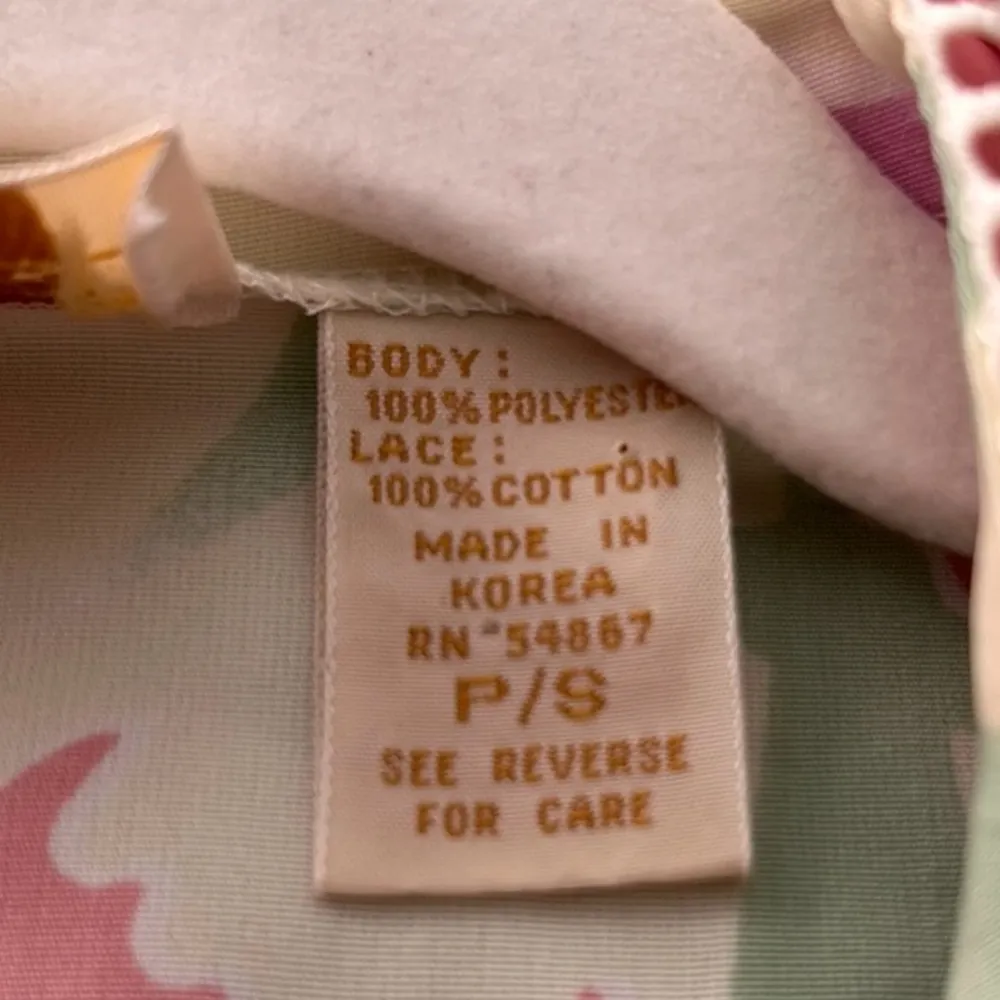 BODY:
100% POLYESTE
LACE:
100% COTTON
MADE IN
KOREA
RN 54867
P/S
SEE REVERSE
FOR CARE